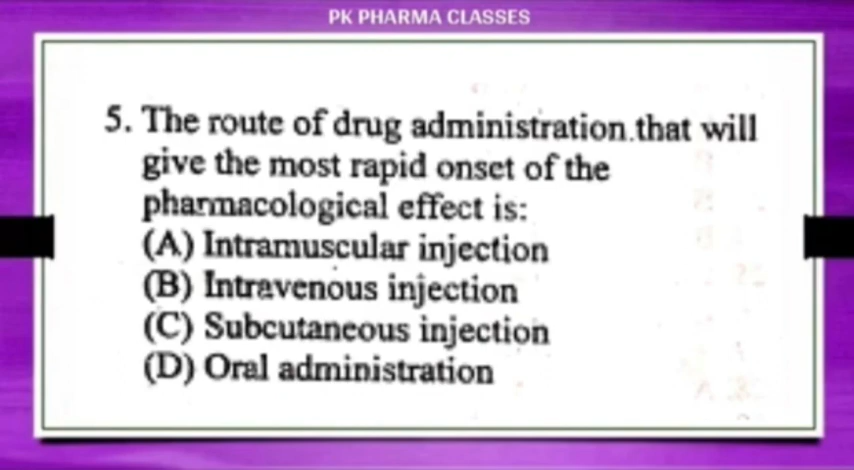 PK PHARMA CLASSES
5. The route of drug administration.that will
give the most rapid onset of the
pharmacological effect is:
(A) Intramuscular injection
(B) Intravenous injection
(C) Subcutaneous injection
(D) Oral administration